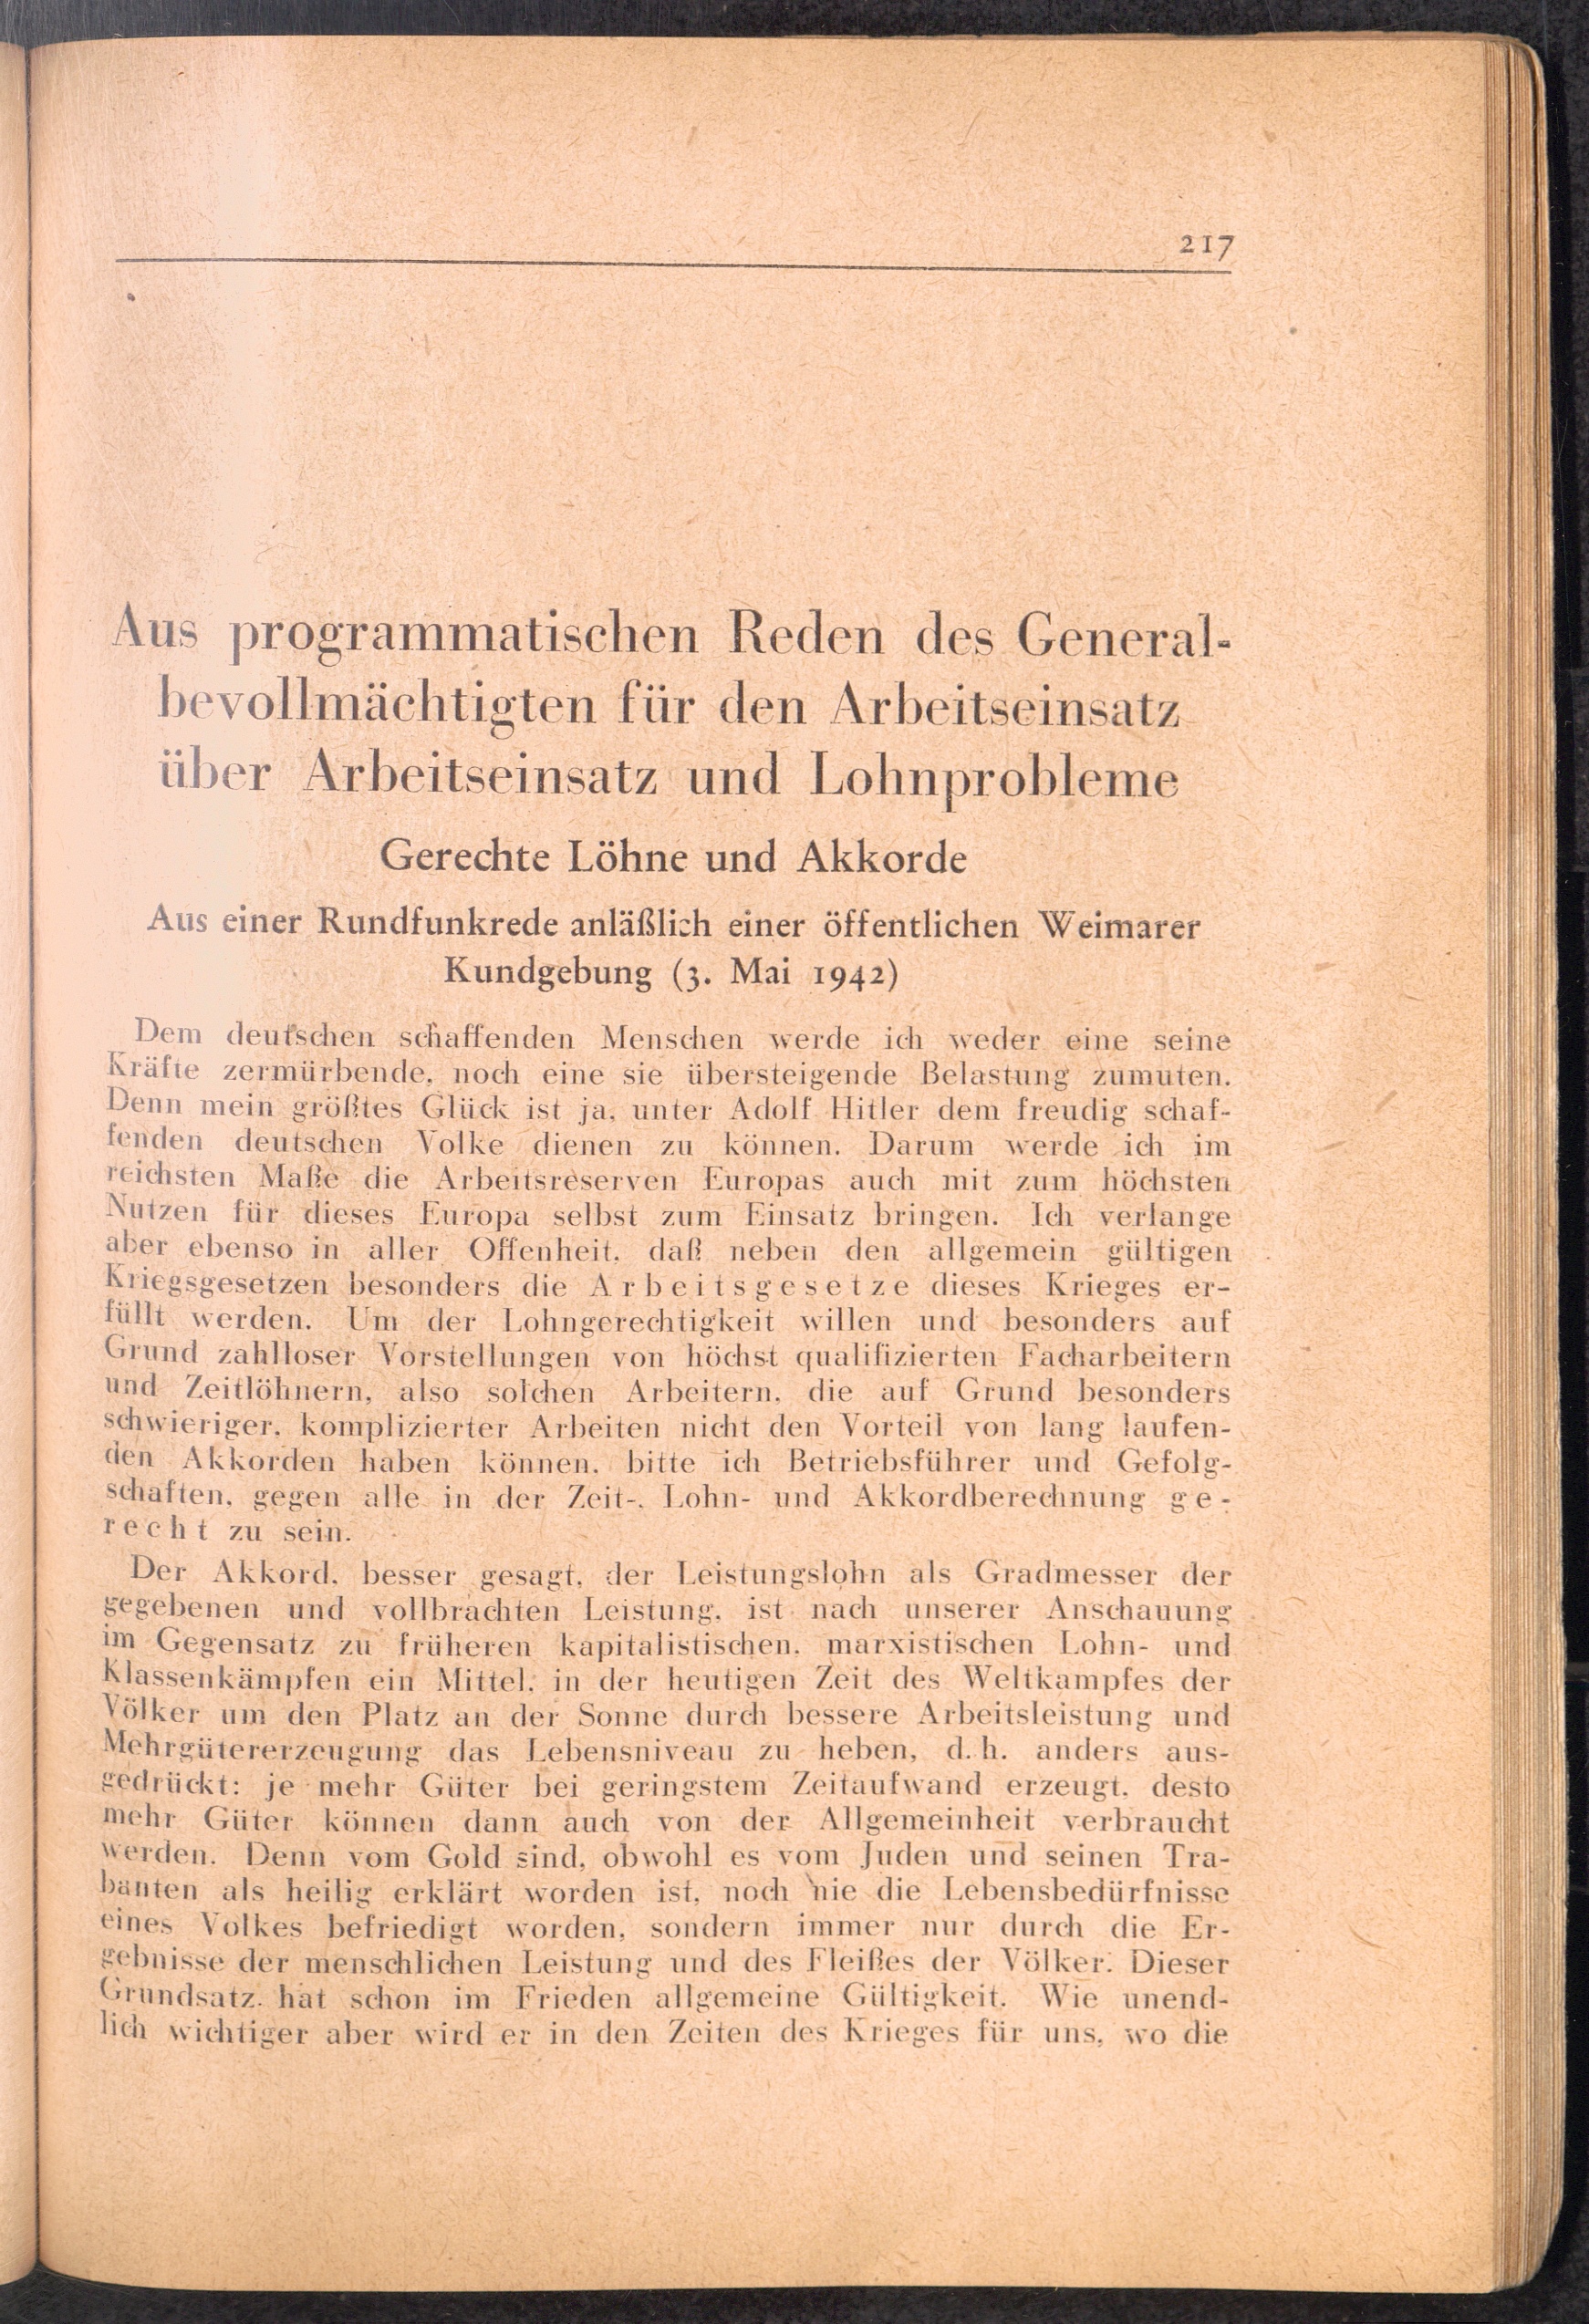 217
Aus programmatischen Reden des General-
bevollmächtigten für den Arbeitseinsatz
über Arbeitseinsatz und Lohnprobleme
Gerechte Löhne und Akkorde
Aus einer Rundfunkrede anläßlich einer öffentlichen Weimarer
Kundgebung (3. Mai 1942)
Dem deutschen schaffenden Menschen werde ich weder eine seine
Kräfte zermürbende, noch eine sie übersteigende Belastung zumuten.
Denn mein größtes Glück ist ja, unter Adolf Hitler dem freudig schaf-
fenden deutschen Volke dienen zu können. Darum werde ich im
reichsten Maße die Arbeitsreserven Europas auch mit zum höchsten
Nutzen für dieses Europa selbst zum Einsatz bringen. Ich verlange
aber ebenso in aller Offenheit, daß neben den allgemein gültigen
Kriegsgesetzen besonders die Arbeitsgesetze dieses Krieges er-
füllt werden. Um der Lohngerechtigkeit willen und besonders auf
Grund zahlloser Vorstellungen von höchst qualifizierten Facharbeitern
und Zeitlöhnern, also solchen Arbeitern, die auf Grund besonders
schwieriger, komplizierter Arbeiten nicht den Vorteil von lang laufen-
den Akkorden haben können, bitte ich Betriebsführer und Gefolg-
schaften, gegen alle in der Zeit-, Lohn- und Akkordberechnung ge-
recht zu sein.
Der Akkord, besser gesagt, der Leistungslohn als Gradmesser der
gegebenen und vollbrachten Leistung, ist nach unserer Anschauung
im Gegensatz zu früheren kapitalistischen, marxistischen Lohn- und
Klassenkämpfen ein Mittel, in der heutigen Zeit des Weltkampfes der
Völker um den Platz an der Sonne durch bessere Arbeitsleistung und
Mehrgütererzeugung das Lebensniveau zu heben, d. h. anders aus-
gedrückt: je mehr Güter bei geringstem Zeitaufwand erzeugt, desto
mehr Güter können dann auch von der Allgemeinheit verbraucht
werden. Denn vom Gold sind, obwohl es vom Juden und seinen Tra-
banten als heilig erklärt worden ist, noch nie die Lebensbedürfnisse
eines Volkes befriedigt worden, sondern immer nur durch die Er-
gebnisse der menschlichen Leistung und des Fleißes der Völker. Dieser
Grundsatz hat schon im Frieden allgemeine Gültigkeit. Wie unend-
lich wichtiger aber wird er in den Zeiten des Krieges für uns, wo die